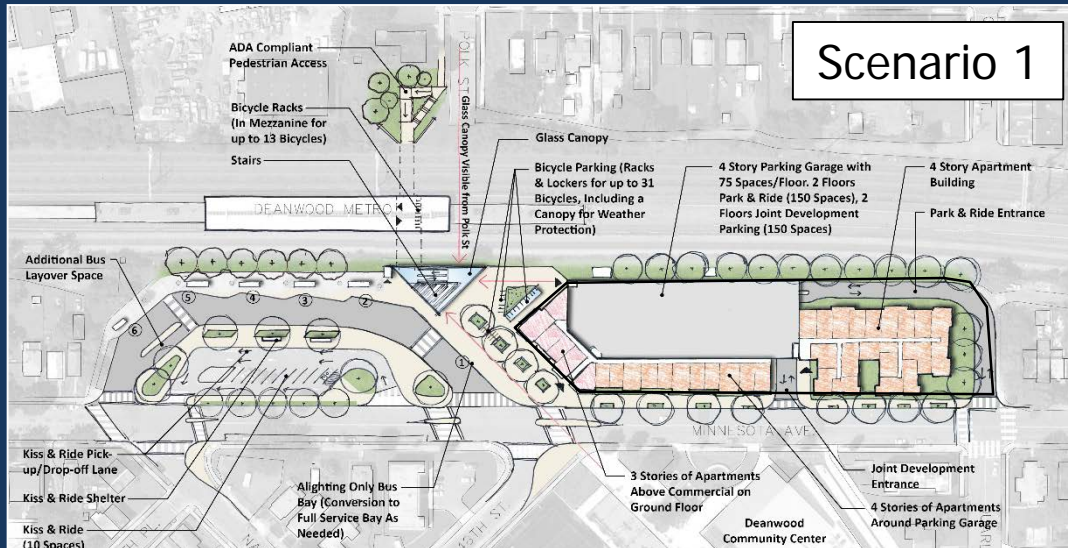 Scenario 1
ADA Compliant
Pedestrian Access
Bicycle Racks
(In Mezzanine for
up to 13 Bicycles)
Stairs
POLK ST
Glass Canopy Visible from Polk St
Glass Canopy
Bicycle Parking (Racks
& Lockers for up to 31
Bicycles, Including a
Canopy for Weather
Protection)
4 Story Parking Garage with
75 Spaces/Floor. 2 Floors
Park & Ride (150 Spaces), 2
Floors Joint Development
Parking (150 Spaces)
4 Story Apartment
Building
Park & Ride Entrance
DEANWOOD METRO
Additional Bus
Layover Space
6
5
4
3
2
1
MINNESOTA AVE
Kiss & Ride Pick-
up/Drop-off Lane
Kiss & Ride Shelter
Kiss & Ride
(10 Spaces)
Alighting Only Bus
Bay (Conversion to
Full Service Bay As
Needed)
3 Stories of Apartments
Above Commercial on
Ground Floor
Joint Development
Entrance
4 Stories of Apartments
Around Parking Garage
Deanwood
Community Center